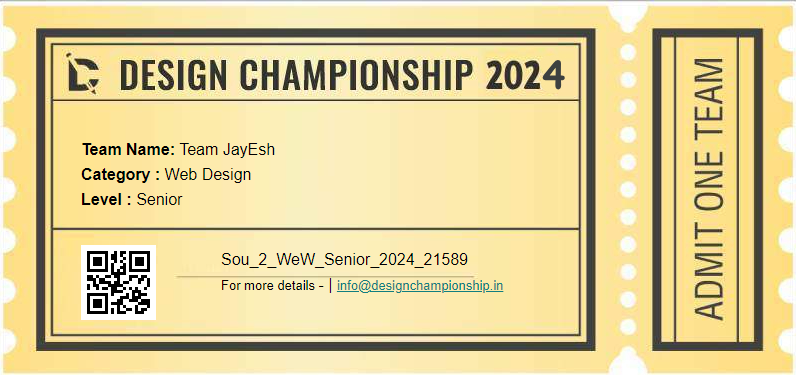 DESIGN CHAMPIONSHIP 2024
Team Name: Team JayEsh
Category : Web Design
Level : Senior
Sou_2_WeW_Senior_2024_21589
For more details - | info@designchampionship.in
ADMIT ONE TEAM